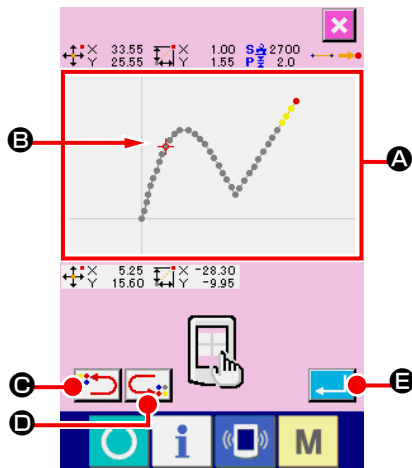 X 33.55 X 1.00 S 2700
Y 25.55 Y 1.55 P 2.0
B
A
X 5.25 X -28.30
Y 15.60 Y -9.95
C
E
D
i M